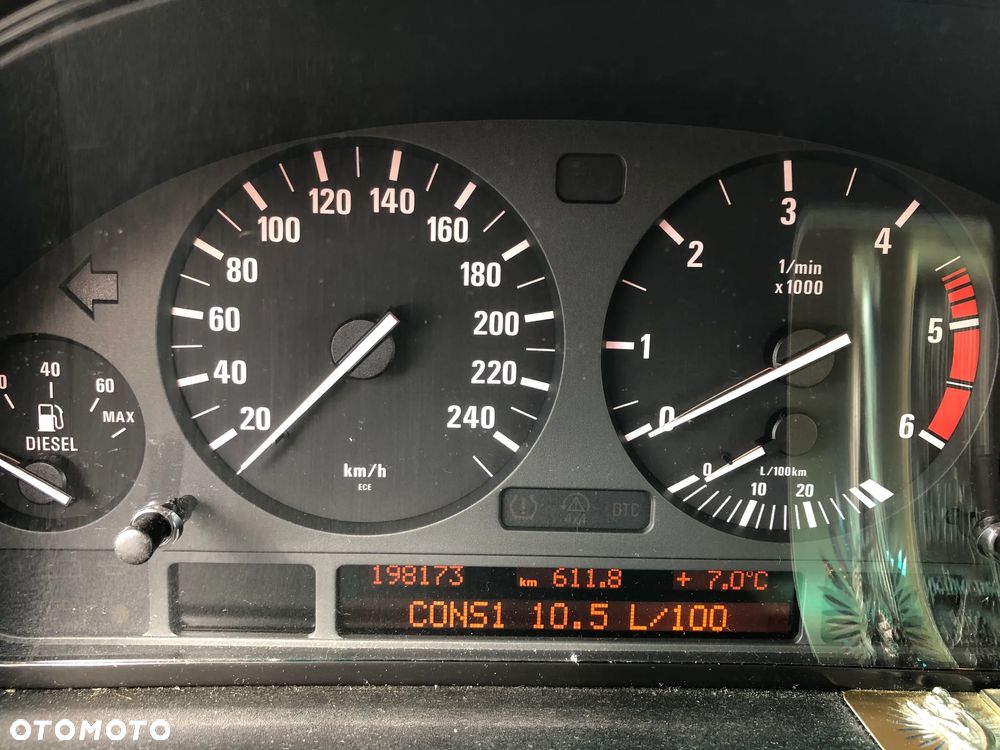 120 140
100 160
80 180
60 200
40 220
20 240
km/h
ECE
40
60
MAX
DIESEL
3
2 4
1/min
x1000
1 5
0 6
L/100km
0 10 20
4x4 DTC
198173 km 611.8 + 7.0°C
CONS1 10.5 L/100
OTOMOTO